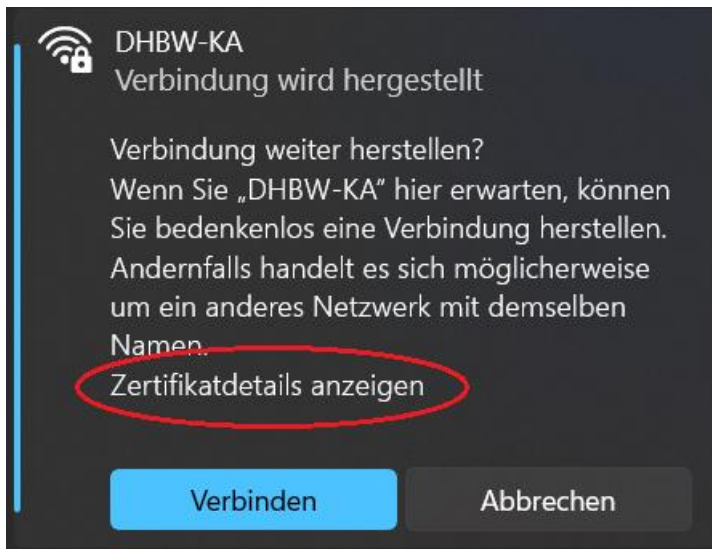 DHBW-KA
Verbindung wird hergestellt
Verbindung weiter herstellen?
Wenn Sie „DHBW-KA“ hier erwarten, können
Sie bedenkenlos eine Verbindung herstellen.
Andernfalls handelt es sich möglicherweise
um ein anderes Netzwerk mit demselben
Namen.
Zertifikatdetails anzeigen
Verbinden
Abbrechen